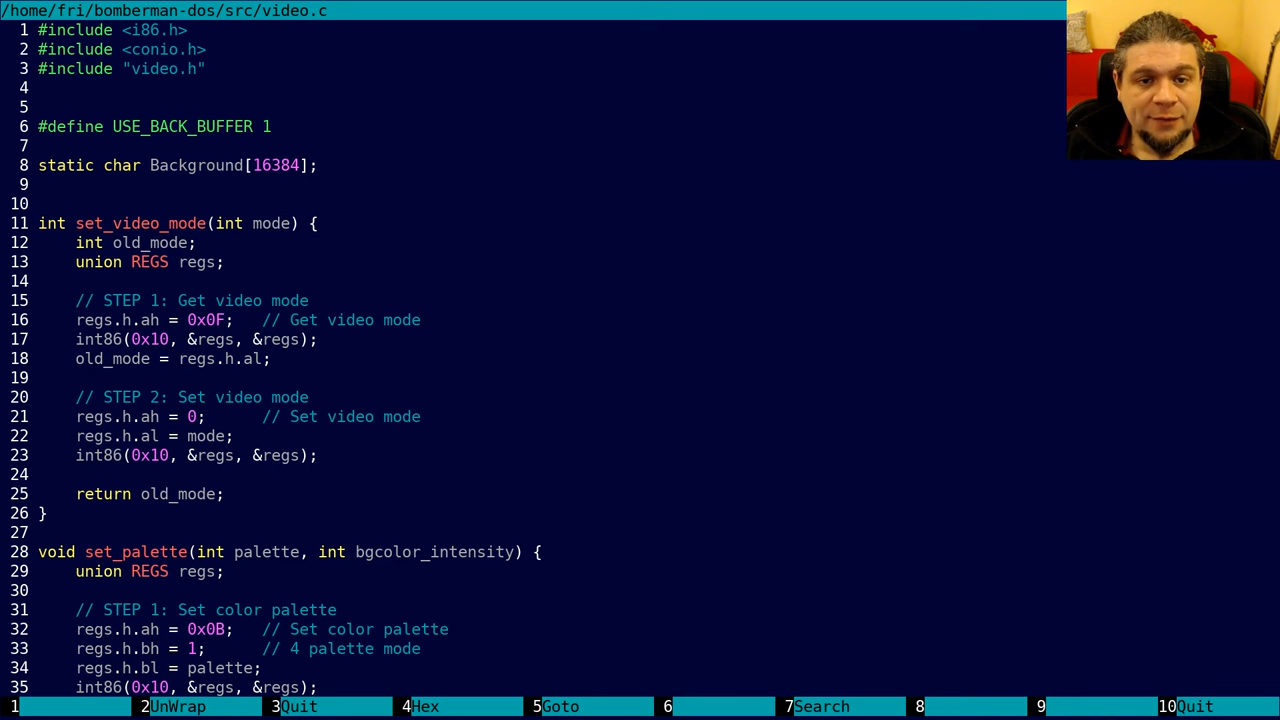 /home/fri/bomberman-dos/src/video.c
1 #include <i86.h>
2 #include <conio.h>
3 #include "video.h"
4
5
6 #define USE_BACK_BUFFER 1
7
8 static char Background[16384];
9
10
11 int set_video_mode(int mode) {
12     int old_mode;
13     union REGS regs;
14
15     // STEP 1: Get video mode
16     regs.h.ah = 0x0F;   // Get video mode
17     int86(0x10, &regs, &regs);
18     old_mode = regs.h.al;
19
20     // STEP 2: Set video mode
21     regs.h.ah = 0;      // Set video mode
22     regs.h.al = mode;
23     int86(0x10, &regs, &regs);
24
25     return old_mode;
26 }
27
28 void set_palette(int palette, int bgcolor_intensity) {
29     union REGS regs;
30
31     // STEP 1: Set color palette
32     regs.h.ah = 0x0B;   // Set color palette
33     regs.h.bh = 1;      // 4 palette mode
34     regs.h.bl = palette;
35     int86(0x10, &regs, &regs);
1 2UnWrap 3Quit 4Hex 5Goto 6 7Search 8 9 10Quit